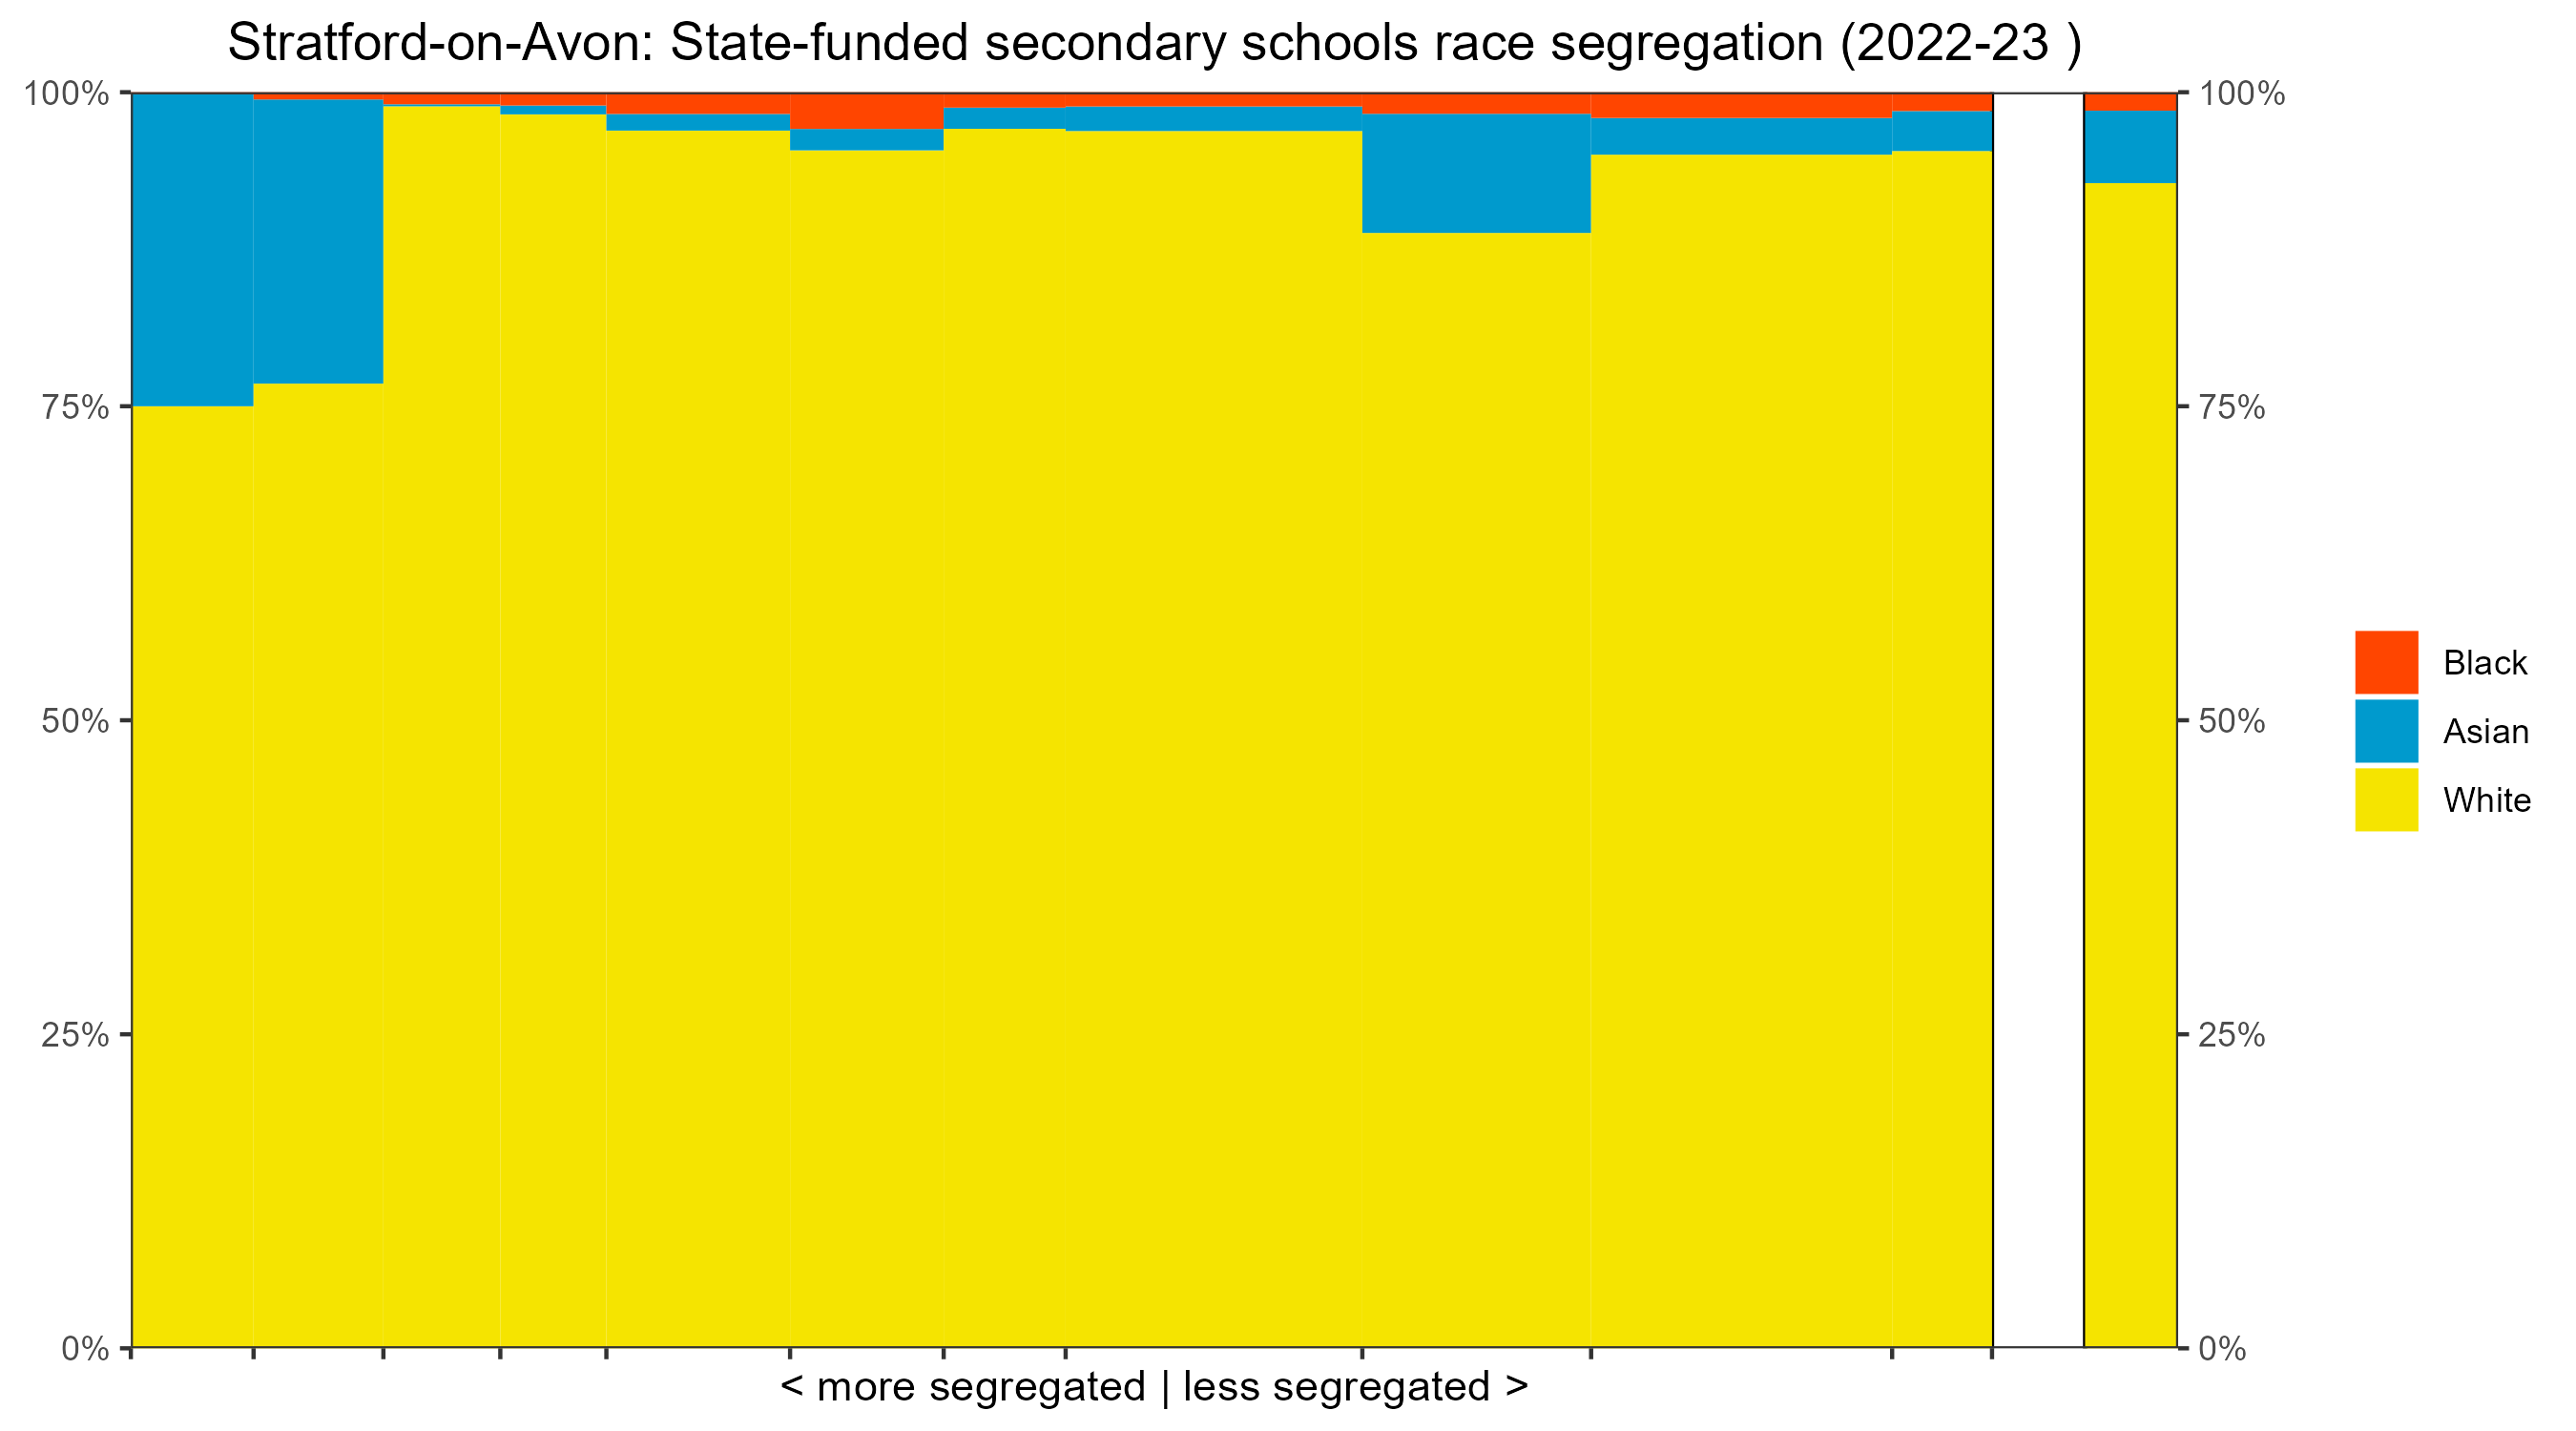 Stratford-on-Avon: State-funded secondary schools race segregation (2022-23 )
100%
75%
50%
25%
0%
100%
75%
50%
25%
0%
Black
Asian
White
< more segregated | less segregated >